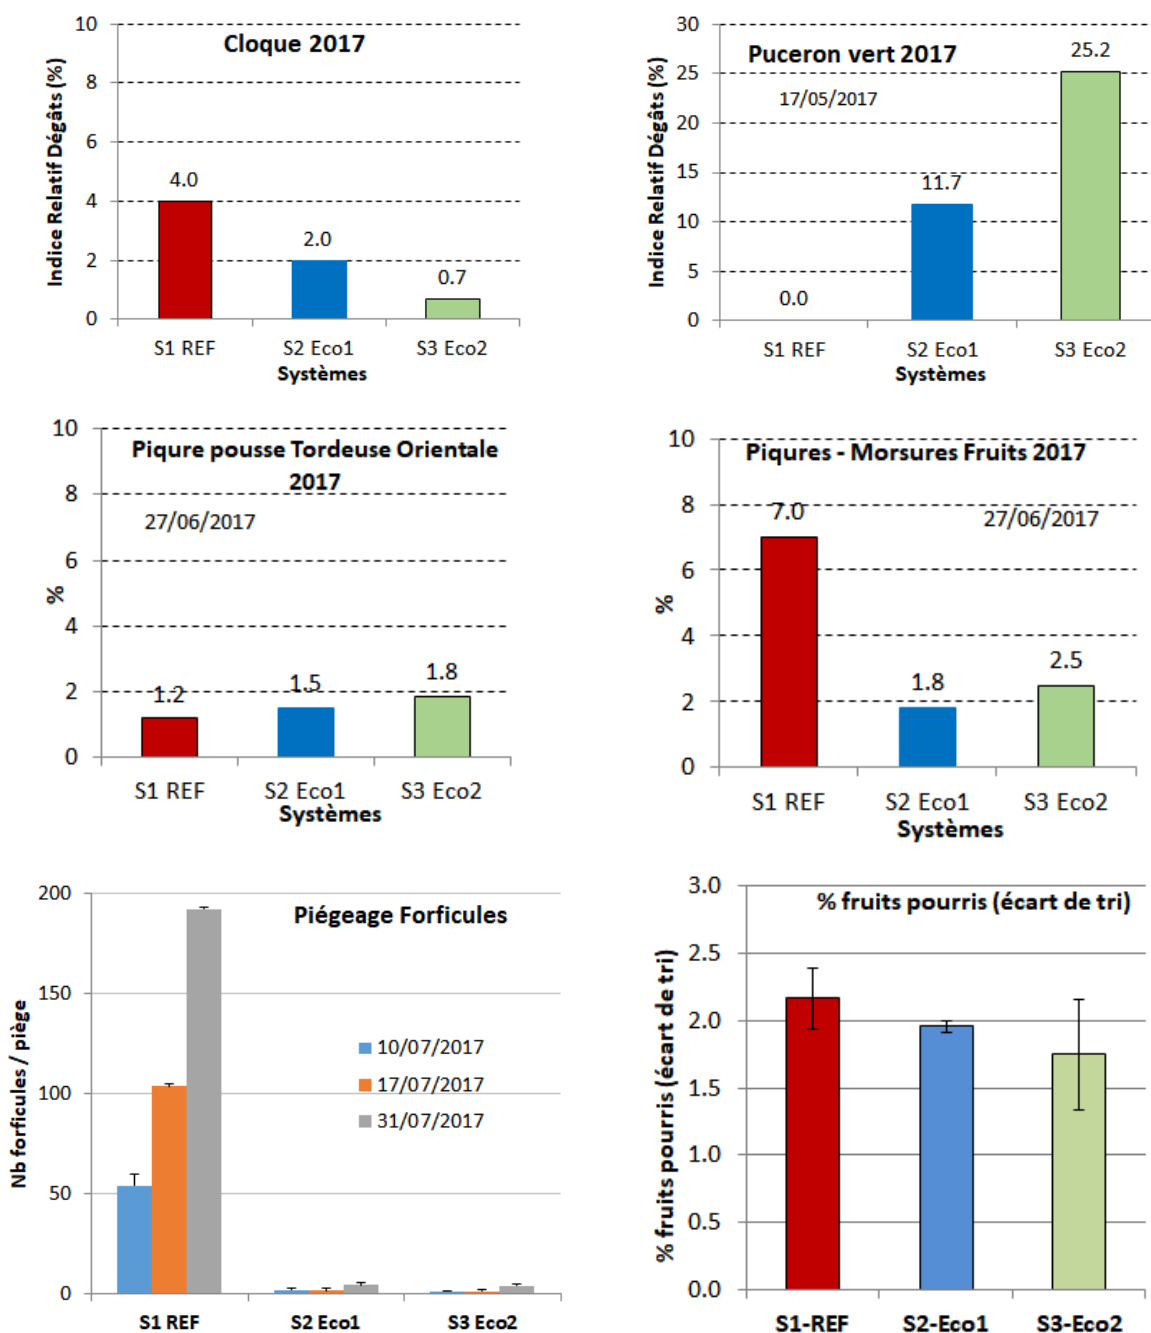 Cloque 2017
Indice Relatif Dégâts (%)
10
8
6
4
2
0
4.0
2.0
0.7
S1 REF
S2 Eco1
S3 Eco2
Systèmes
Puceron vert 2017
17/05/2017
Indice Relatif Dégâts (%)
30
25
20
15
10
5
0
0.0
11.7
25.2
S1 REF
S2 Eco1
S3 Eco2
Systèmes
Piqure pousse Tordeuse Orientale
2017
27/06/2017
%
10
8
6
4
2
0
1.2
1.5
1.8
S1 REF
S2 Eco1
S3 Eco2
Systèmes
Piqures - Morsures Fruits 2017
27/06/2017
%
10
8
6
4
2
0
7.0
1.8
2.5
S1 REF
S2 Eco1
S3 Eco2
Systèmes
Piégeage Forficules
Nb forficules / piège
200
150
100
50
0
10/07/2017
17/07/2017
31/07/2017
S1 REF
S2 Eco1
S3 Eco2
% fruits pourris (écart de tri)
% fruits pourris (écart de tri)
3.0
2.5
2.0
1.5
1.0
0.5
0.0
S1-REF
S2-Eco1
S3-Eco2